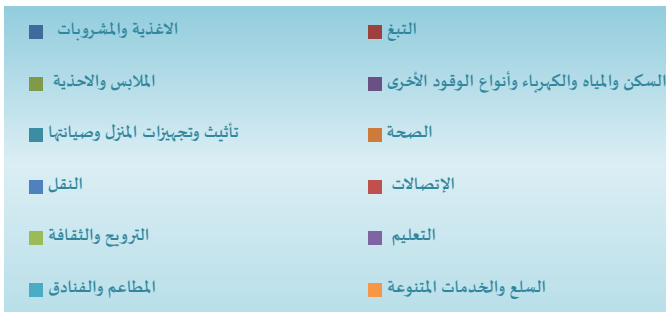 الاغذية والمشروبات
التبغ
الملابس والاحذية
السكن والمياه والكهرباء وأنواع الوقود الأخرى
تأثيث وتجهيزات المنزل وصيانتها
الصحة
النقل
الإتصالات
الترويح والثقافة
التعليم
المطاعم والفنادق
السلع والخدمات المتنوعة